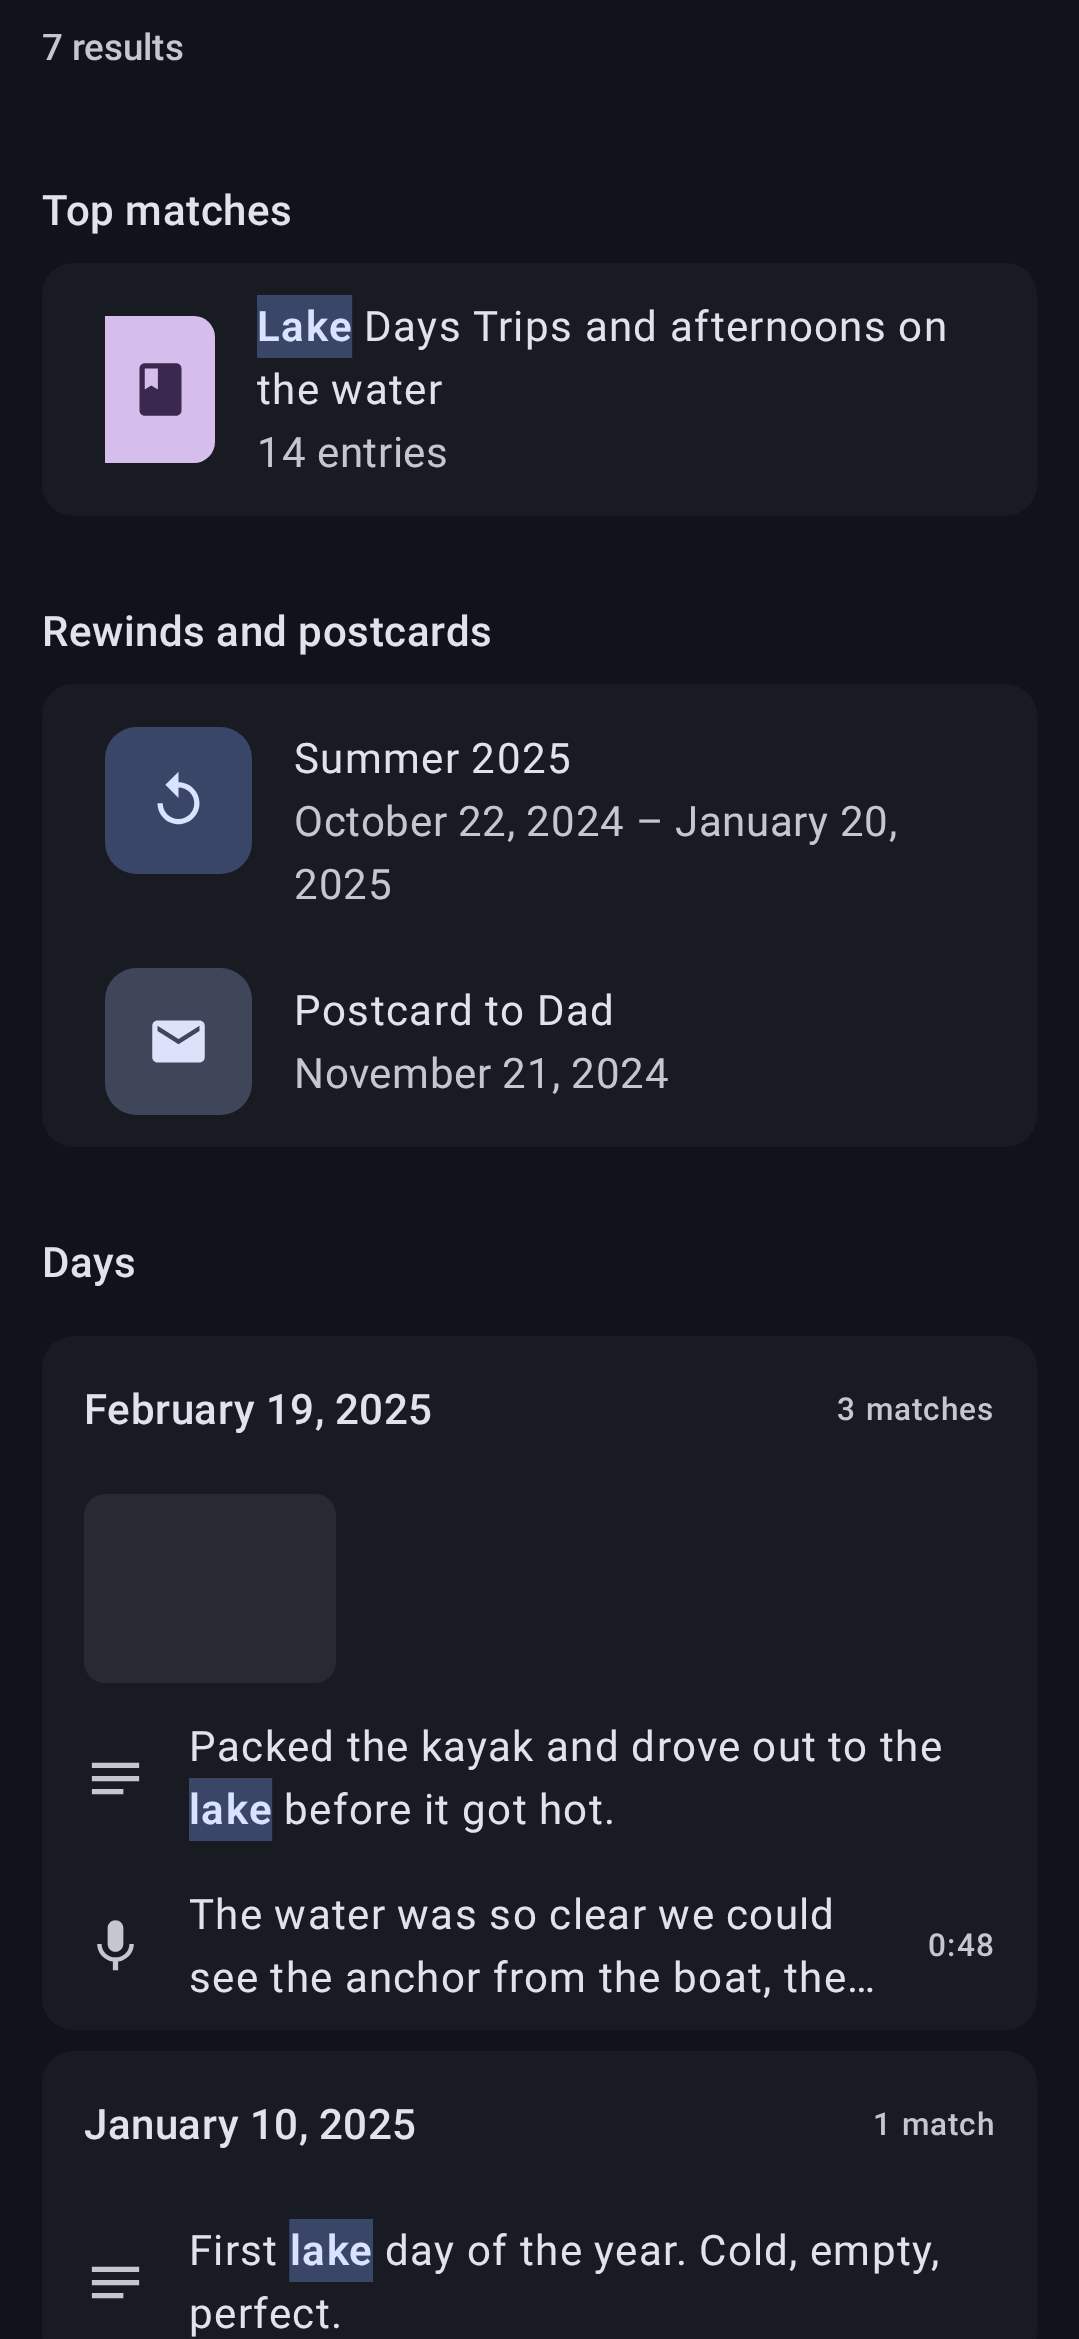 7 results
Top matches
Lake Days Trips and afternoons on
the water
14 entries
Rewinds and postcards
Summer 2025
October 22, 2024 – January 20,
2025
Postcard to Dad
November 21, 2024
Days
February 19, 2025
3 matches
Packed the kayak and drove out to the
lake before it got hot.
The water was so clear we could
see the anchor from the boat, the…
0:48
January 10, 2025
1 match
First lake day of the year. Cold, empty,
perfect.